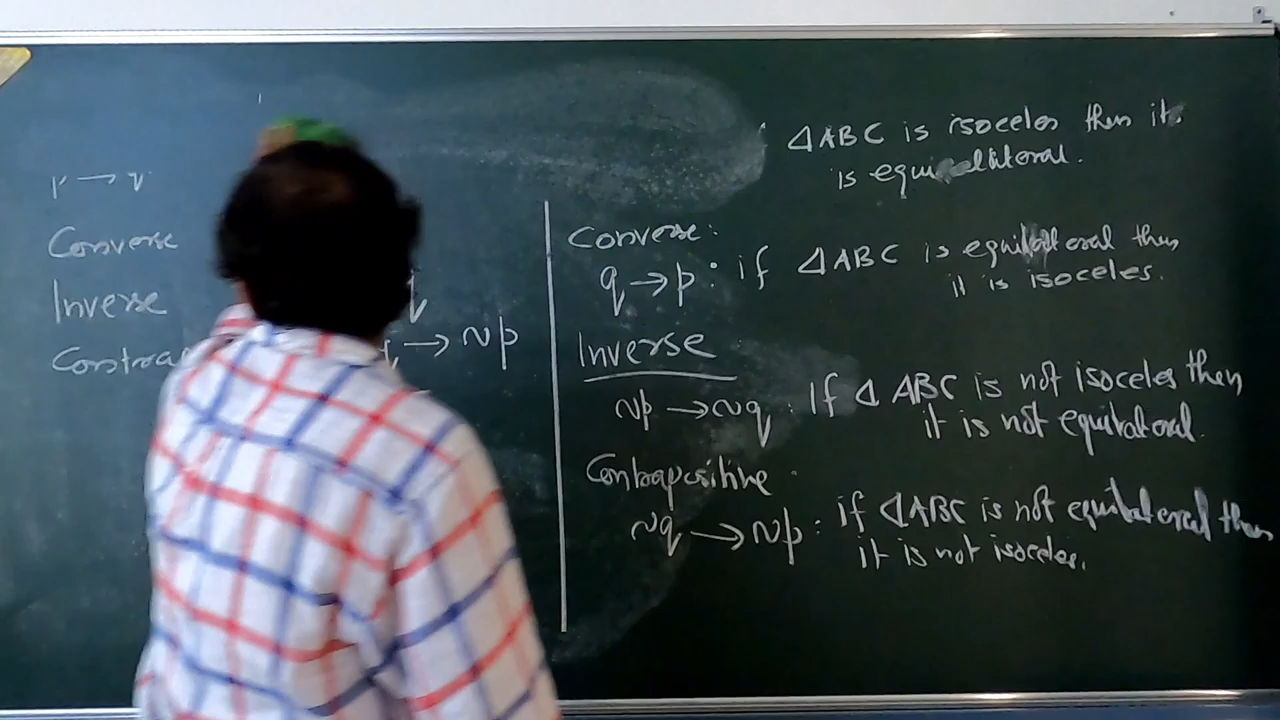 p → q
Converse
Inverse
→ ~p
∆ABC is isoceles then it
is equilateral.
Converse:
q → p : if ∆ABC is equilateral then
it is isoceles.
Inverse
~p → ~q : If ∆ ABC is not isoceles then
it is not equilateral.
Contrapositive
~q → ~p : if ∆ABC is not equilateral then
it is not isoceles.